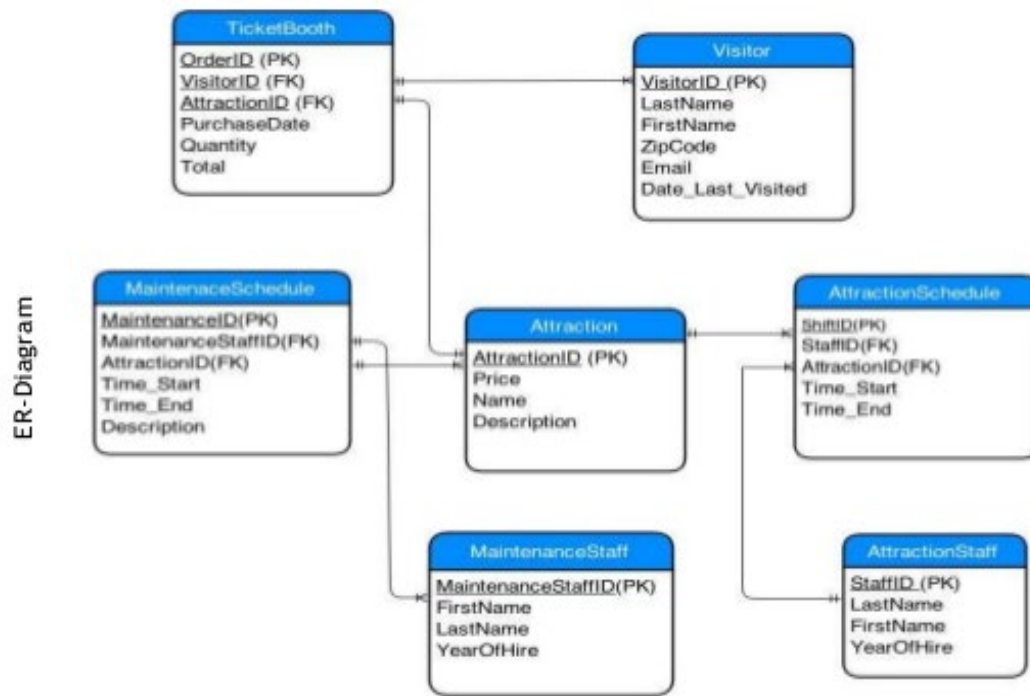 ER-Diagram
TicketBooth
OrderID (PK)
VisitorID (FK)
AttractionID (FK)
PurchaseDate
Quantity
Total
Visitor
VisitorID (PK)
LastName
FirstName
ZipCode
Email
Date_Last_Visited
MaintenaceSchedule
MaintenanceID(PK)
MaintenanceStaffID(FK)
AttractionID(FK)
Time_Start
Time_End
Description
Attraction
AttractionID (PK)
Price
Name
Description
AttractionSchedule
ShiftID(PK)
StaffID(FK)
AttractionID(FK)
Time_Start
Time_End
MaintenanceStaff
MaintenanceStaffID(PK)
FirstName
LastName
YearOfHire
AttractionStaff
StaffID (PK)
LastName
FirstName
YearOfHire